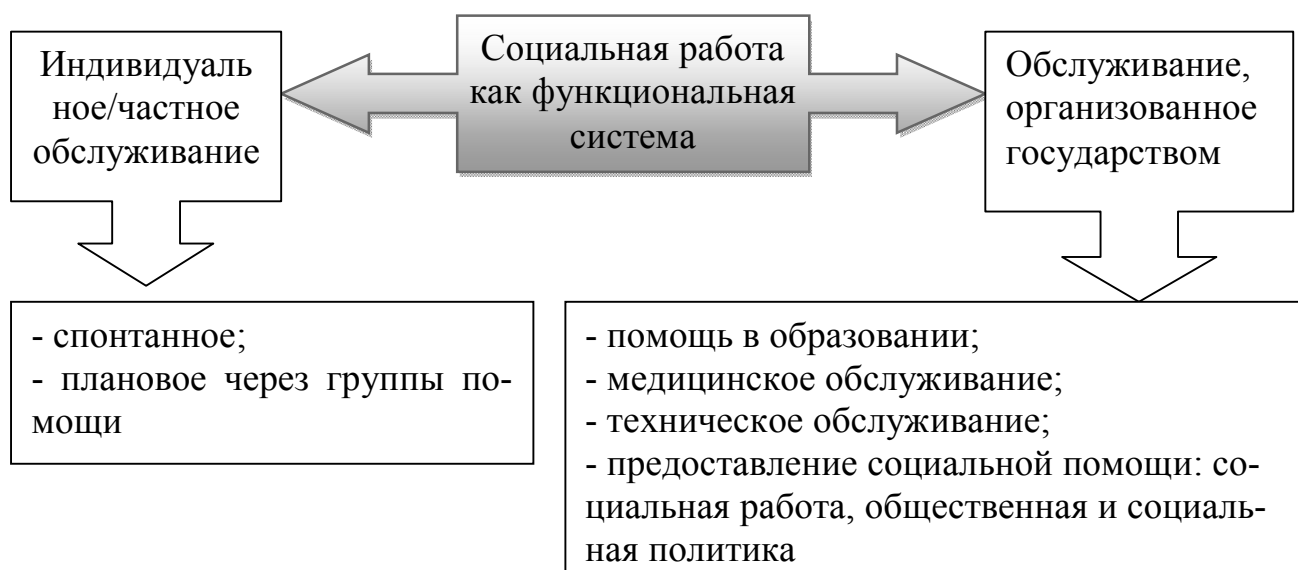 Социальная работа
как функциональная
система
Индивидуаль
ное/частное
обслуживание
Обслуживание,
организованное
государством
- спонтанное;
- плановое через группы по-
мощи
- помощь в образовании;
- медицинское обслуживание;
- техническое обслуживание;
- предоставление социальной помощи: со-
циальная работа, общественная и социаль-
ная политика